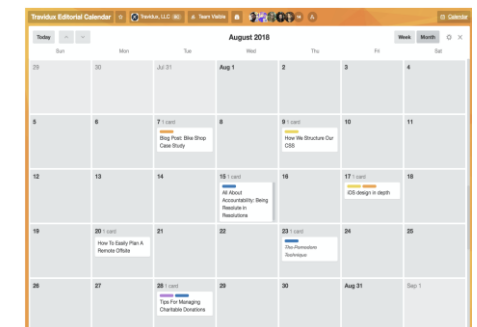 Travidux Editorial Calendar Travidux, LLC Team Visible Calendar
Today August 2018 Week Month
Sun Mon Tue Wed Thu Fri Sat
29 30 Jul 31 Aug 1 2 3 4
5 6 7 1 card 8 9 1 card 10 11
Blog Post: Bike Shop How We Structure Our
Case Study CSS
12 13 14 15 1 card 16 17 1 card 18
All About iOS design in depth
Accountability: Being
Resolute in
Resolutions
19 20 1 card 21 22 23 1 card 24 25
How To Easily Plan A The Pomodoro
Remote Offsite Technique
26 27 28 1 card 29 30 Aug 31 Sep 1
Tips For Managing
Charitable Donations